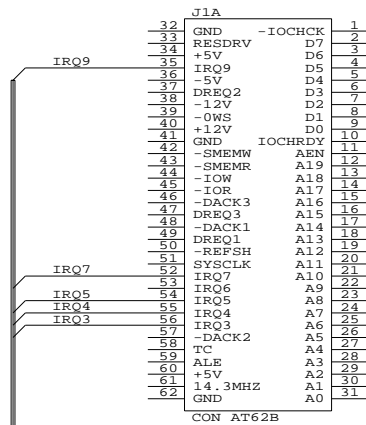 J1A
32 GND -IOCHCK 1
33 RESDRV D7 2
34 +5V D6 3
IRQ9 35 IRQ9 D5 4
36 -5V D4 5
37 DREQ2 D3 6
38 -12V D2 7
39 -0WS D1 8
40 +12V D0 9
41 GND IOCHRDY 10
42 -SMEMW AEN 11
43 -SMEMR A19 12
44 -IOW A18 13
45 -IOR A17 14
46 -DACK3 A16 15
47 DREQ3 A15 16
48 -DACK1 A14 17
49 DREQ1 A13 18
50 -REFSH A12 19
51 SYSCLK A11 20
IRQ7 52 IRQ7 A10 21
53 IRQ6 A9 22
IRQ5 54 IRQ5 A8 23
IRQ4 55 IRQ4 A7 24
IRQ3 56 IRQ3 A6 25
57 -DACK2 A5 26
58 TC A4 27
59 ALE A3 28
60 +5V A2 29
61 14.3MHZ A1 30
62 GND A0 31
CON AT62B